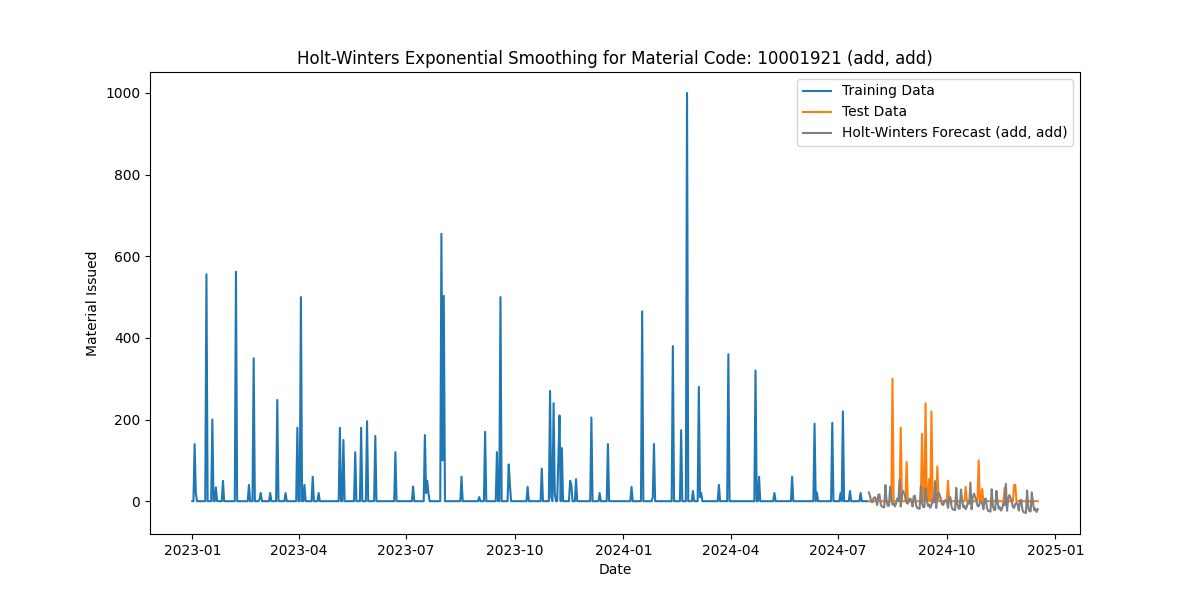 Holt-Winters Exponential Smoothing for Material Code: 10001921 (add, add)
Training Data
Test Data
Holt-Winters Forecast (add, add)
Material Issued
1000
800
600
400
200
0
2023-01
2023-04
2023-07
2023-10
2024-01
2024-04
2024-07
2024-10
2025-01
Date